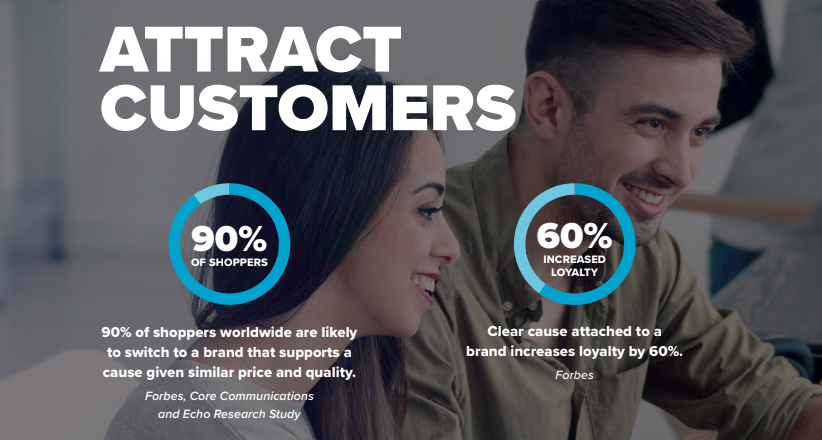 ATTRACT
CUSTOMERS
90%
OF SHOPPERS
90% of shoppers worldwide are likely
to switch to a brand that supports a
cause given similar price and quality.
Forbes, Core Communications
and Echo Research Study
60%
INCREASED
LOYALTY
Clear cause attached to a
brand increases loyalty by 60%.
Forbes